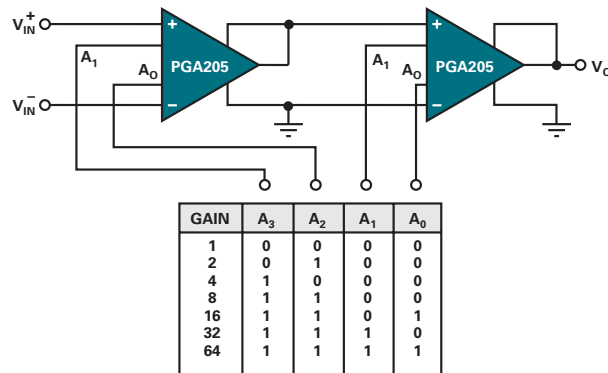 V+IN
+
A1
PGA205
AO
V−IN
−
+
A1
PGA205
AO
−
VO
GAIN A3 A2 A1 A0
1 0 0 0 0
2 0 1 0 0
4 1 0 0 0
8 1 1 0 0
16 1 1 0 1
32 1 1 1 0
64 1 1 1 1